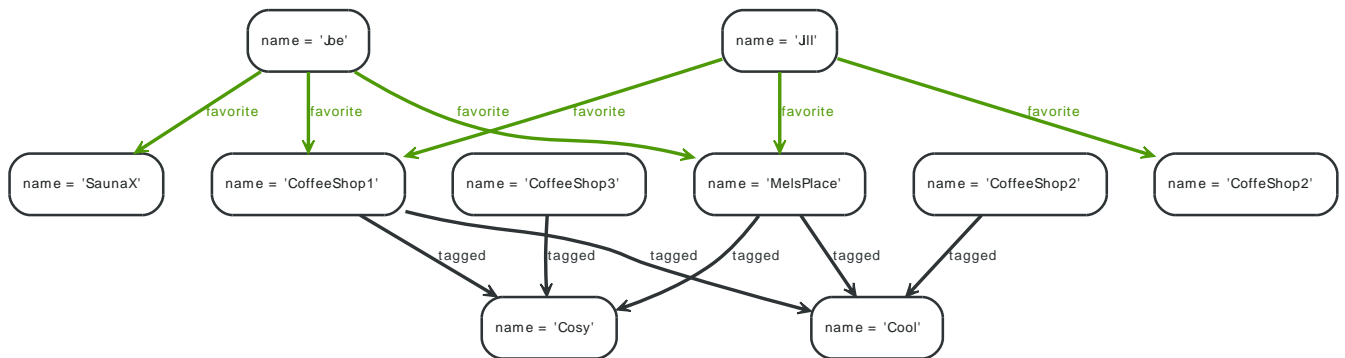 name = 'Joe'
name = 'Jill'
favorite
favorite
favorite
favorite
favorite
favorite
name = 'SaunaX'
name = 'CoffeeShop1'
name = 'CoffeeShop3'
name = 'MelsPlace'
name = 'CoffeeShop2'
name = 'CoffeShop2'
tagged
tagged
tagged
tagged
tagged
tagged
name = 'Cosy'
name = 'Cool'